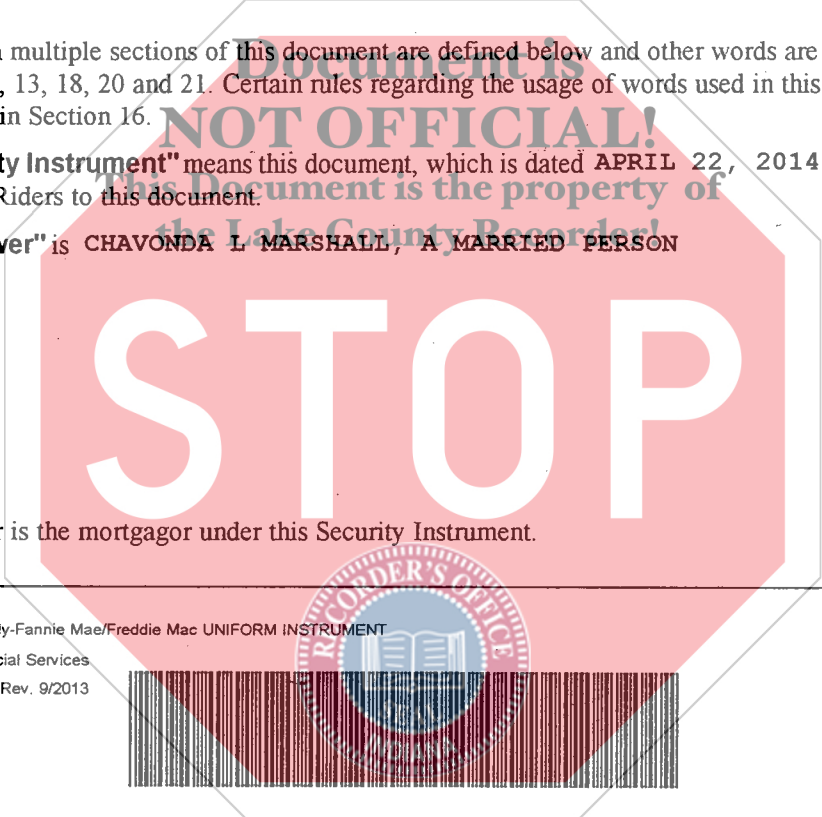 multiple sections of this document are defined below and other words are
, 13, 18, 20 and 21. Certain rules regarding the usage of words used in this
in Section 16.
Document is
NOT OFFICIAL!
This Document is the property of
the Lake County Recorder!
ty Instrument" means this document, which is dated APRIL 22, 2014
Riders to this document.
ver" is CHAVONDA L MARSHALL, A MARRIED PERSON
STOP
r is the mortgagor under this Security Instrument.
ly-Fannie Mae/Freddie Mac UNIFORM INSTRUMENT
cial Services
Rev. 9/2013
RECORDER'S OFFICE
SEAL
INDIANA